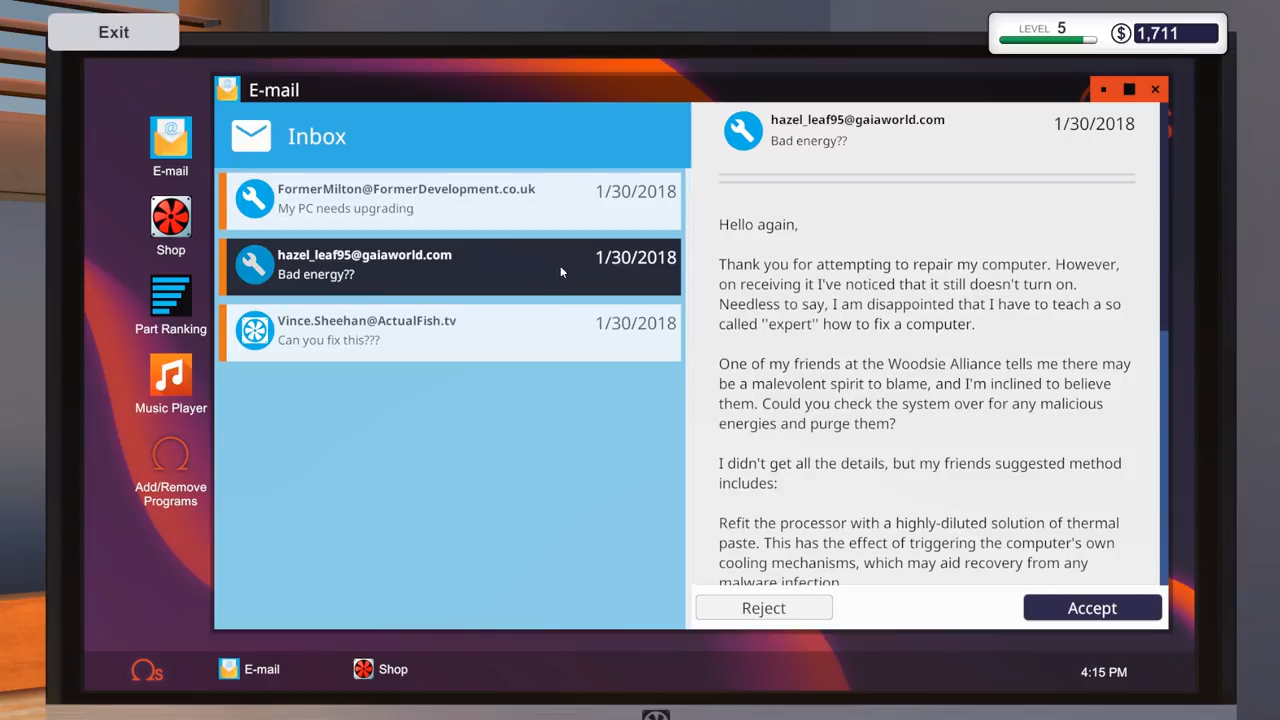 Exit
LEVEL 5
$ 1,711
E-mail
E-mail
Shop
Part Ranking
Music Player
Add/Remove
Programs
Inbox
FormerMilton@FormerDevelopment.co.uk 1/30/2018
My PC needs upgrading
hazel_leaf95@gaiaworld.com 1/30/2018
Bad energy??
Vince.Sheehan@ActualFish.tv 1/30/2018
Can you fix this???
hazel_leaf95@gaiaworld.com 1/30/2018
Bad energy??
Hello again,
Thank you for attempting to repair my computer. However,
on receiving it I've noticed that it still doesn't turn on.
Needless to say, I am disappointed that I have to teach a so
called "expert" how to fix a computer.
One of my friends at the Woodsie Alliance tells me there may
be a malevolent spirit to blame, and I'm inclined to believe
them. Could you check the system over for any malicious
energies and purge them?
I didn't get all the details, but my friends suggested method
includes:
Refit the processor with a highly-diluted solution of thermal
paste. This has the effect of triggering the computer's own
cooling mechanisms, which may aid recovery from any
malware infection.
Reject
Accept
Ωs
E-mail
Shop
4:15 PM